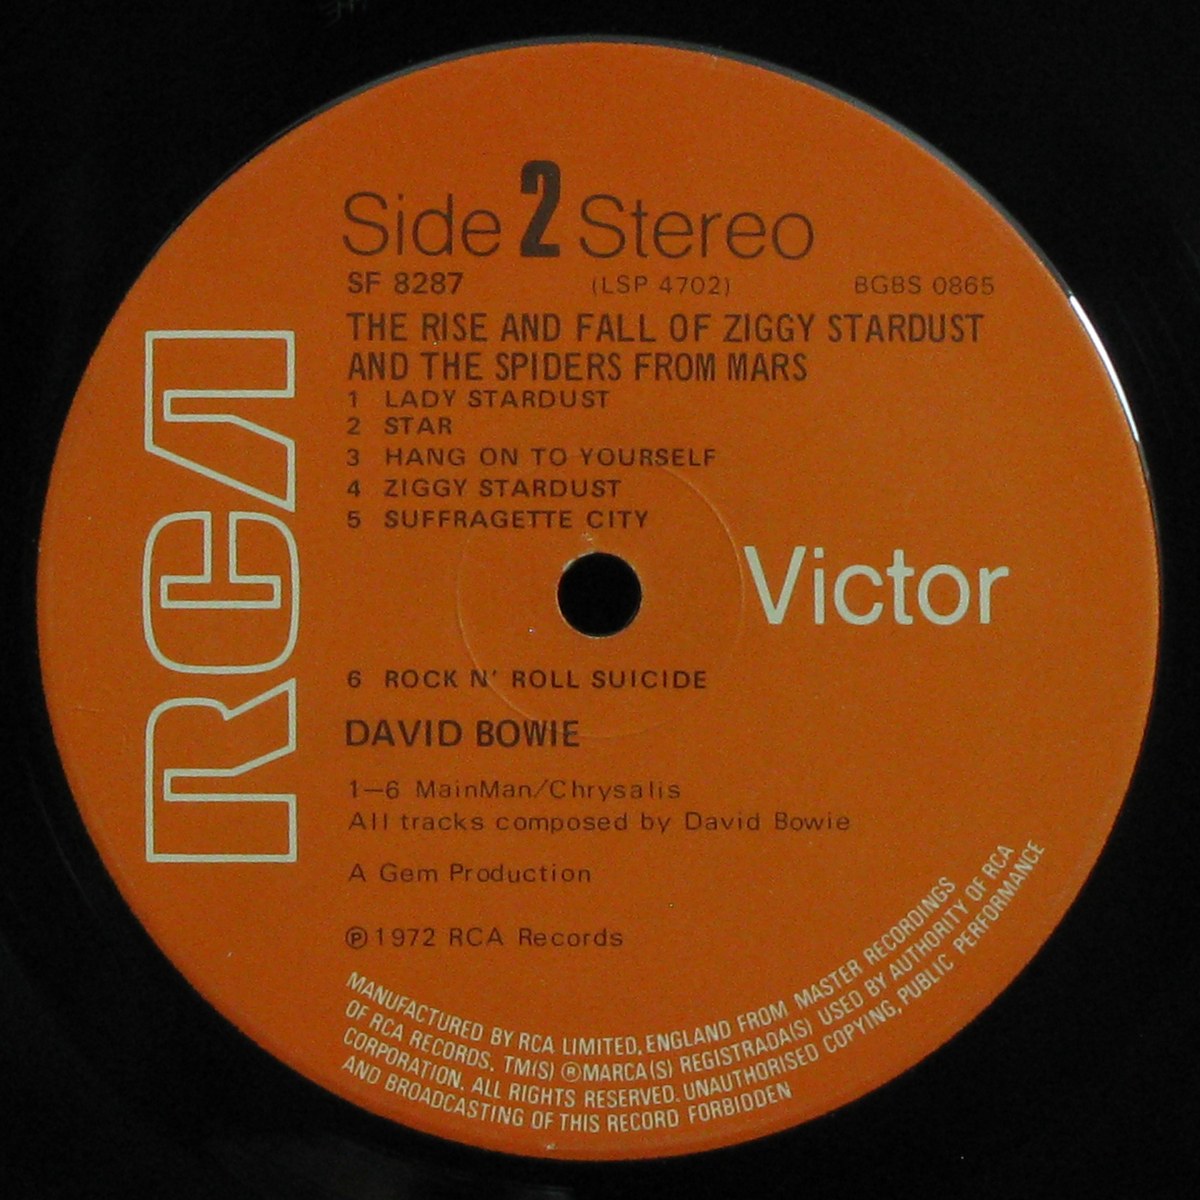 Side 2 Stereo
SF 8287 (LSP 4702) BGBS 0865
THE RISE AND FALL OF ZIGGY STARDUST
AND THE SPIDERS FROM MARS
1 LADY STARDUST
2 STAR
3 HANG ON TO YOURSELF
4 ZIGGY STARDUST
5 SUFFRAGETTE CITY
RCA
Victor
6 ROCK N' ROLL SUICIDE
DAVID BOWIE
1—6 MainMan/Chrysalis
All tracks composed by David Bowie
A Gem Production
℗1972 RCA Records
MANUFACTURED BY RCA LIMITED, ENGLAND FROM MASTER RECORDINGS
OF RCA RECORDS. TM(S) ®MARCA(S) REGISTRADA(S) USED BY AUTHORITY OF RCA
CORPORATION. ALL RIGHTS RESERVED. UNAUTHORISED COPYING, PUBLIC PERFORMANCE
AND BROADCASTING OF THIS RECORD FORBIDDEN